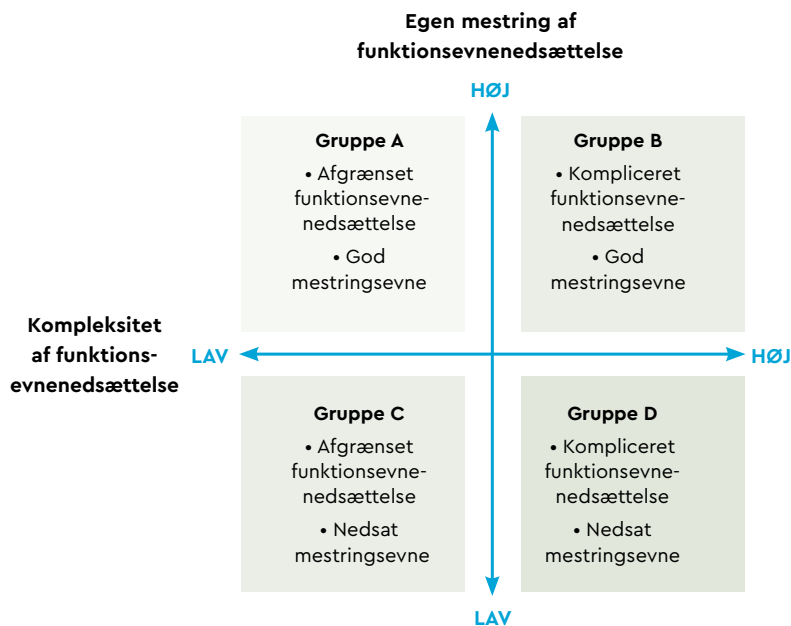 Egen mestring af
funktionsevnenedsættelse
HØJ
Gruppe A
• Afgrænset
funktionsevne-
nedsættelse
• God
mestringsevne
Gruppe B
• Kompliceret
funktionsevne-
nedsættelse
• God
mestringsevne
Kompleksitet
af funktions-
evnenedsættelse
LAV
HØJ
Gruppe C
• Afgrænset
funktionsevne-
nedsættelse
• Nedsat
mestringsevne
Gruppe D
• Kompliceret
funktionsevne-
nedsættelse
• Nedsat
mestringsevne
LAV